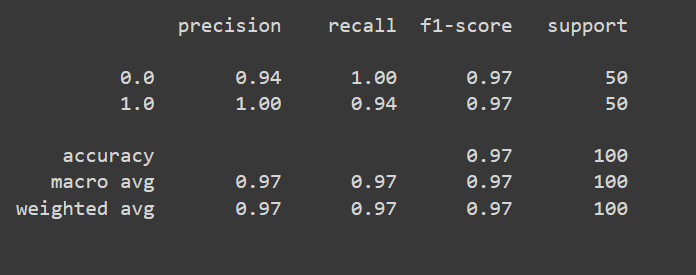 precision recall f1-score support
0.0 0.94 1.00 0.97 50
1.0 1.00 0.94 0.97 50
accuracy 0.97 100
macro avg 0.97 0.97 0.97 100
weighted avg 0.97 0.97 0.97 100